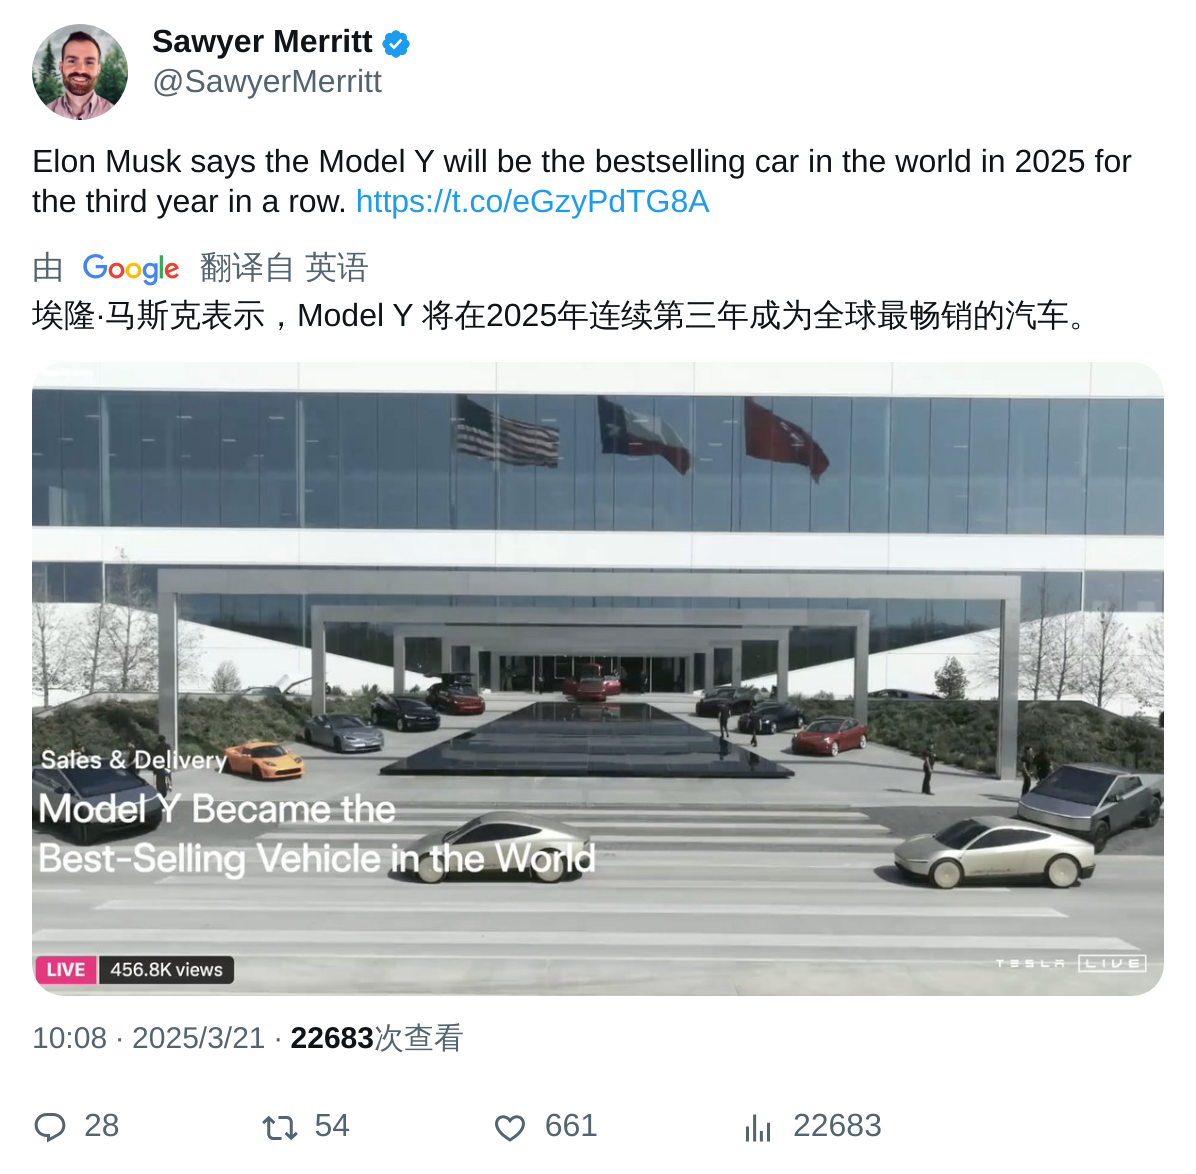 Sawyer Merritt
@SawyerMerritt
Elon Musk says the Model Y will be the bestselling car in the world in 2025 for
the third year in a row. https://t.co/eGzyPdTG8A
由 Google 翻译自 英语
埃隆·马斯克表示，Model Y 将在2025年连续第三年成为全球最畅销的汽车。
Sales & Delivery
Model Y Became the
Best-Selling Vehicle in the World
LIVE 456.8K views
TESLA LIVE
10:08 · 2025/3/21 · 22683次查看
28 54 661 22683